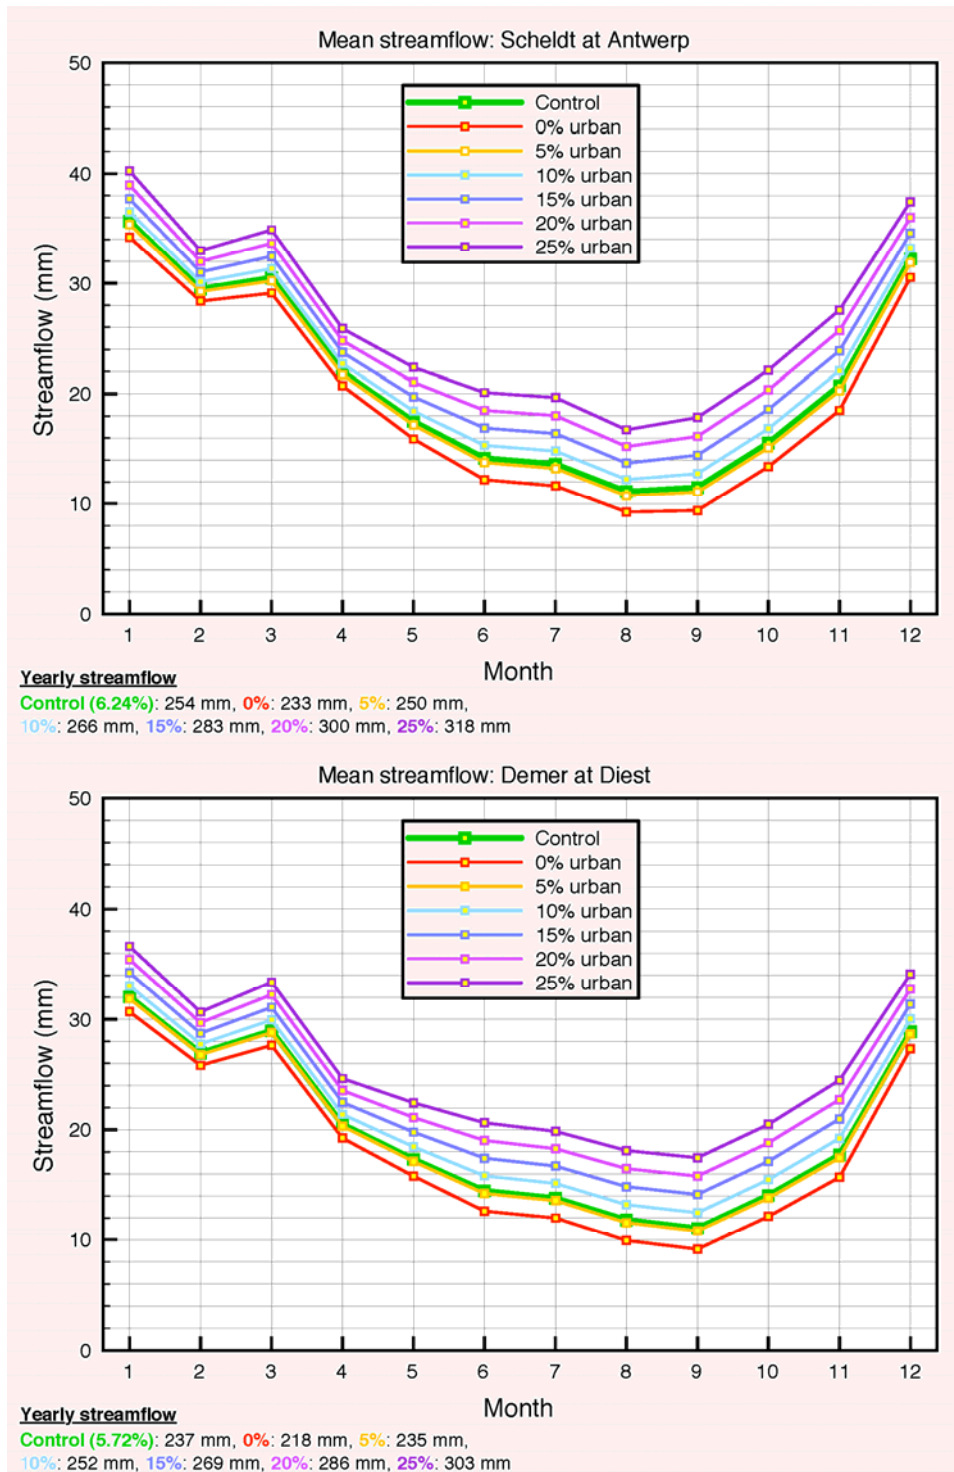 Mean streamflow: Scheldt at Antwerp
50
40
30
20
10
0
Streamflow (mm)
Control
0% urban
5% urban
10% urban
15% urban
20% urban
25% urban
1 2 3 4 5 6 7 8 9 10 11 12
Month
Yearly streamflow
Control (6.24%): 254 mm, 0%: 233 mm, 5%: 250 mm,
10%: 266 mm, 15%: 283 mm, 20%: 300 mm, 25%: 318 mm
Mean streamflow: Demer at Diest
50
40
30
20
10
0
Streamflow (mm)
Control
0% urban
5% urban
10% urban
15% urban
20% urban
25% urban
1 2 3 4 5 6 7 8 9 10 11 12
Month
Yearly streamflow
Control (5.72%): 237 mm, 0%: 218 mm, 5%: 235 mm,
10%: 252 mm, 15%: 269 mm, 20%: 286 mm, 25%: 303 mm